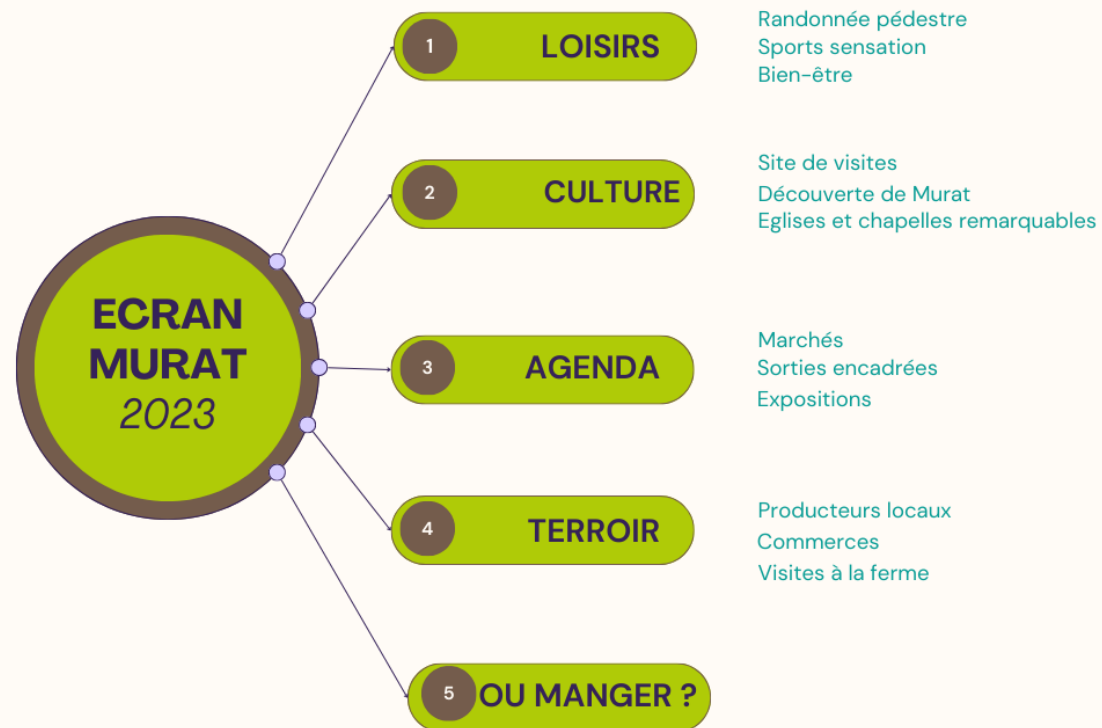 ECRAN
MURAT
2023
1
LOISIRS
Randonnée pédestre
Sports sensation
Bien-être
2
CULTURE
Site de visites
Découverte de Murat
Eglises et chapelles remarquables
3
AGENDA
Marchés
Sorties encadrées
Expositions
4
TERROIR
Producteurs locaux
Commerces
Visites à la ferme
5
OU MANGER ?